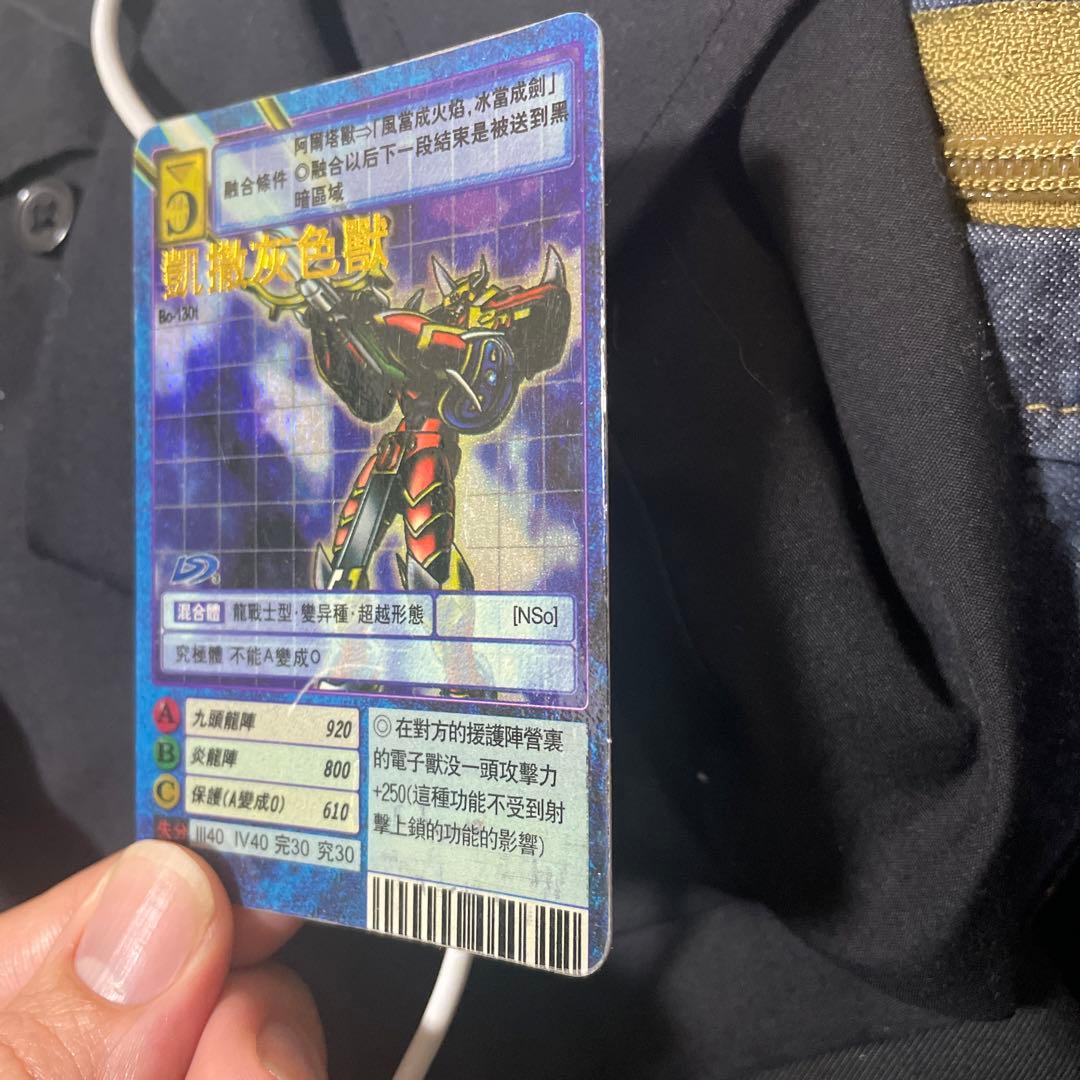 阿爾塔獸⇒「風當成火焰,冰當成劍」
融合條件 ◎融合以后下一段結束是被送到黑
暗區域
凱撒灰色獸
Bo-130t
混合體 龍戰士型·變异種·超越形態 [NSo]
究極體 不能A變成O
A 九頭龍陣 920
B 炎龍陣 800
C 保護(A變成0) 610
失分 III40 IV40 完30 究30
◎在對方的援護陣營裏
的電子獸没一頭攻擊力
+250(這種功能不受到射
擊上鎖的功能的影響)